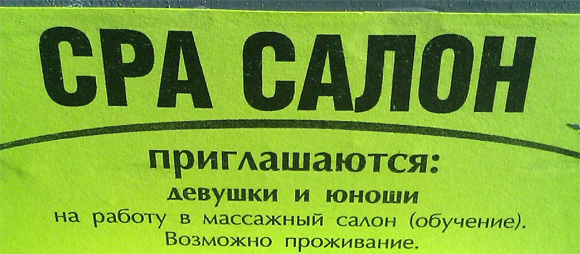 СРА САЛОН
приглашаются:
девушки и юноши
на работу в массажный салон (обучение).
Возможно проживание.